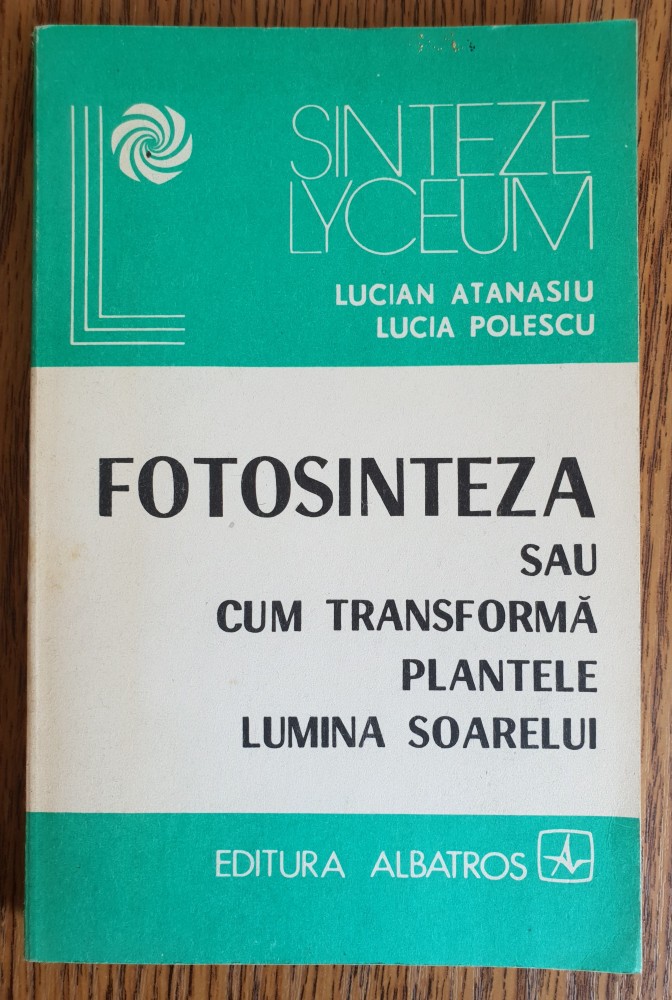 SINTEZE
LYCEUM
LUCIAN ATANASIU
LUCIA POLESCU
FOTOSINTEZA
SAU
CUM TRANSFORMĂ
PLANTELE
LUMINA SOARELUI
EDITURA ALBATROS